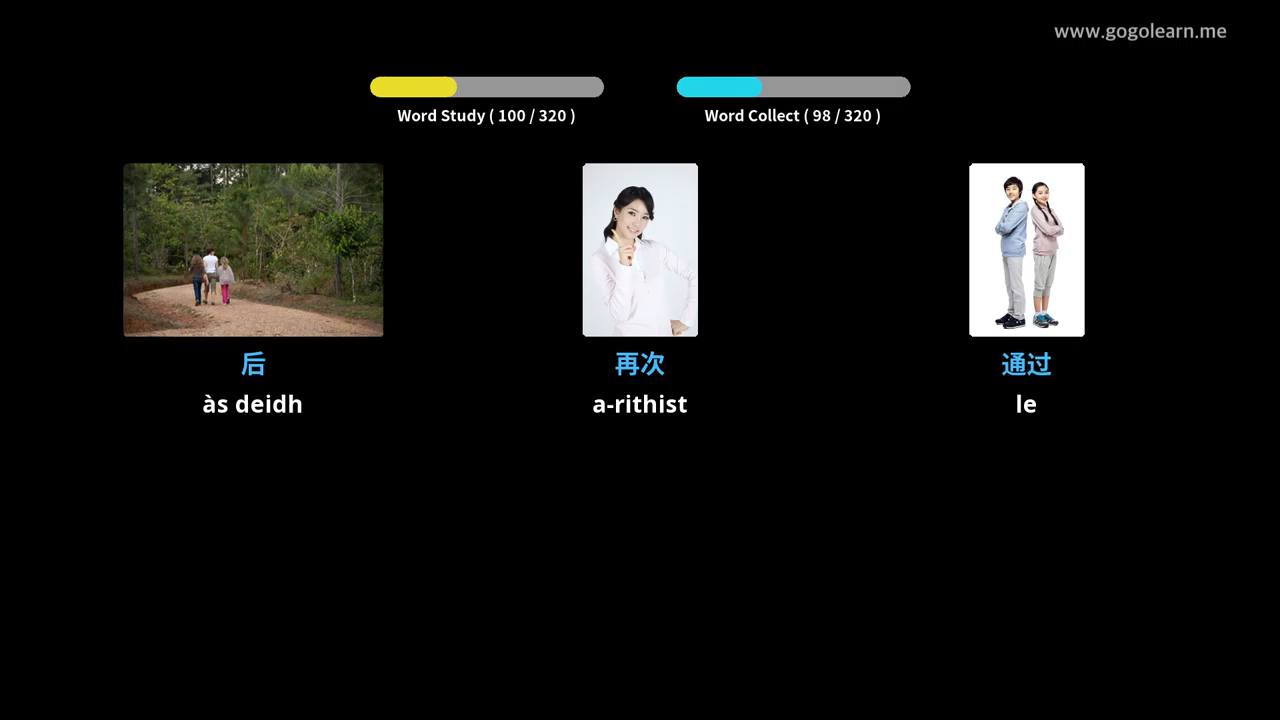 www.gogolearn.me
Word Study ( 100 / 320 )
Word Collect ( 98 / 320 )
后
再次
通过
às deidh
a-rithist
le